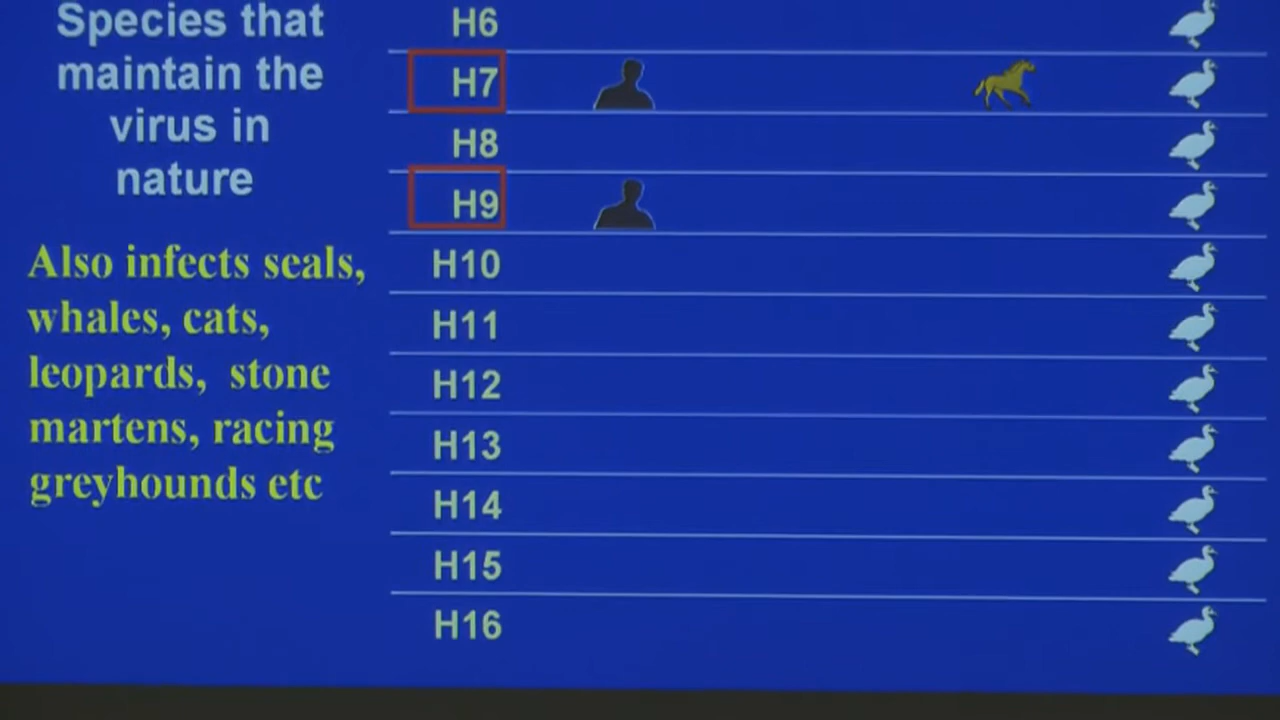 Species that
maintain the
virus in
nature
Also infects seals,
whales, cats,
leopards, stone
martens, racing
greyhounds etc
H6
H7
H8
H9
H10
H11
H12
H13
H14
H15
H16